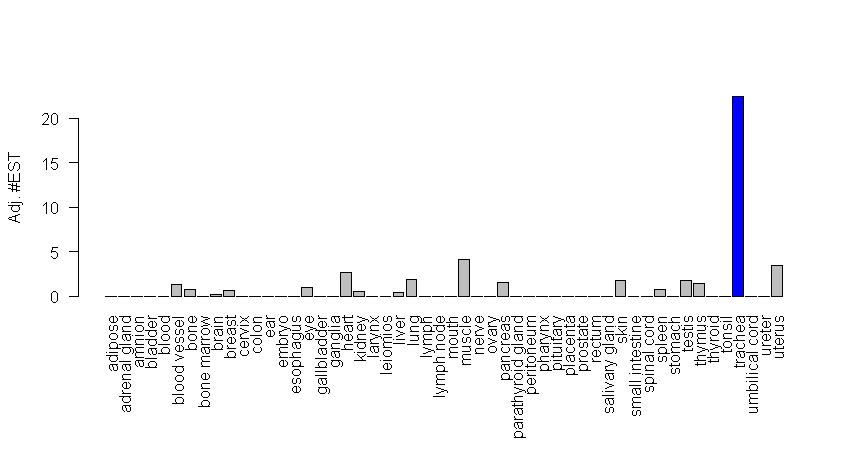 Adj. #EST
20
15
10
5
0
adipose
adrenal gland
amnion
bladder
blood
blood vessel
bone
bone marrow
brain
breast
cervix
colon
ear
embryo
esophagus
eye
gallbladder
ganglia
heart
kidney
larynx
leiomios
liver
lung
lymph
lymph node
mouth
muscle
nerve
ovary
pancreas
parathyroid gland
peritoneum
pharynx
pituitary
placenta
prostate
rectum
salivary gland
skin
small intestine
spinal cord
spleen
stomach
testis
thymus
thyroid
tonsil
trachea
umbilical cord
ureter
uterus